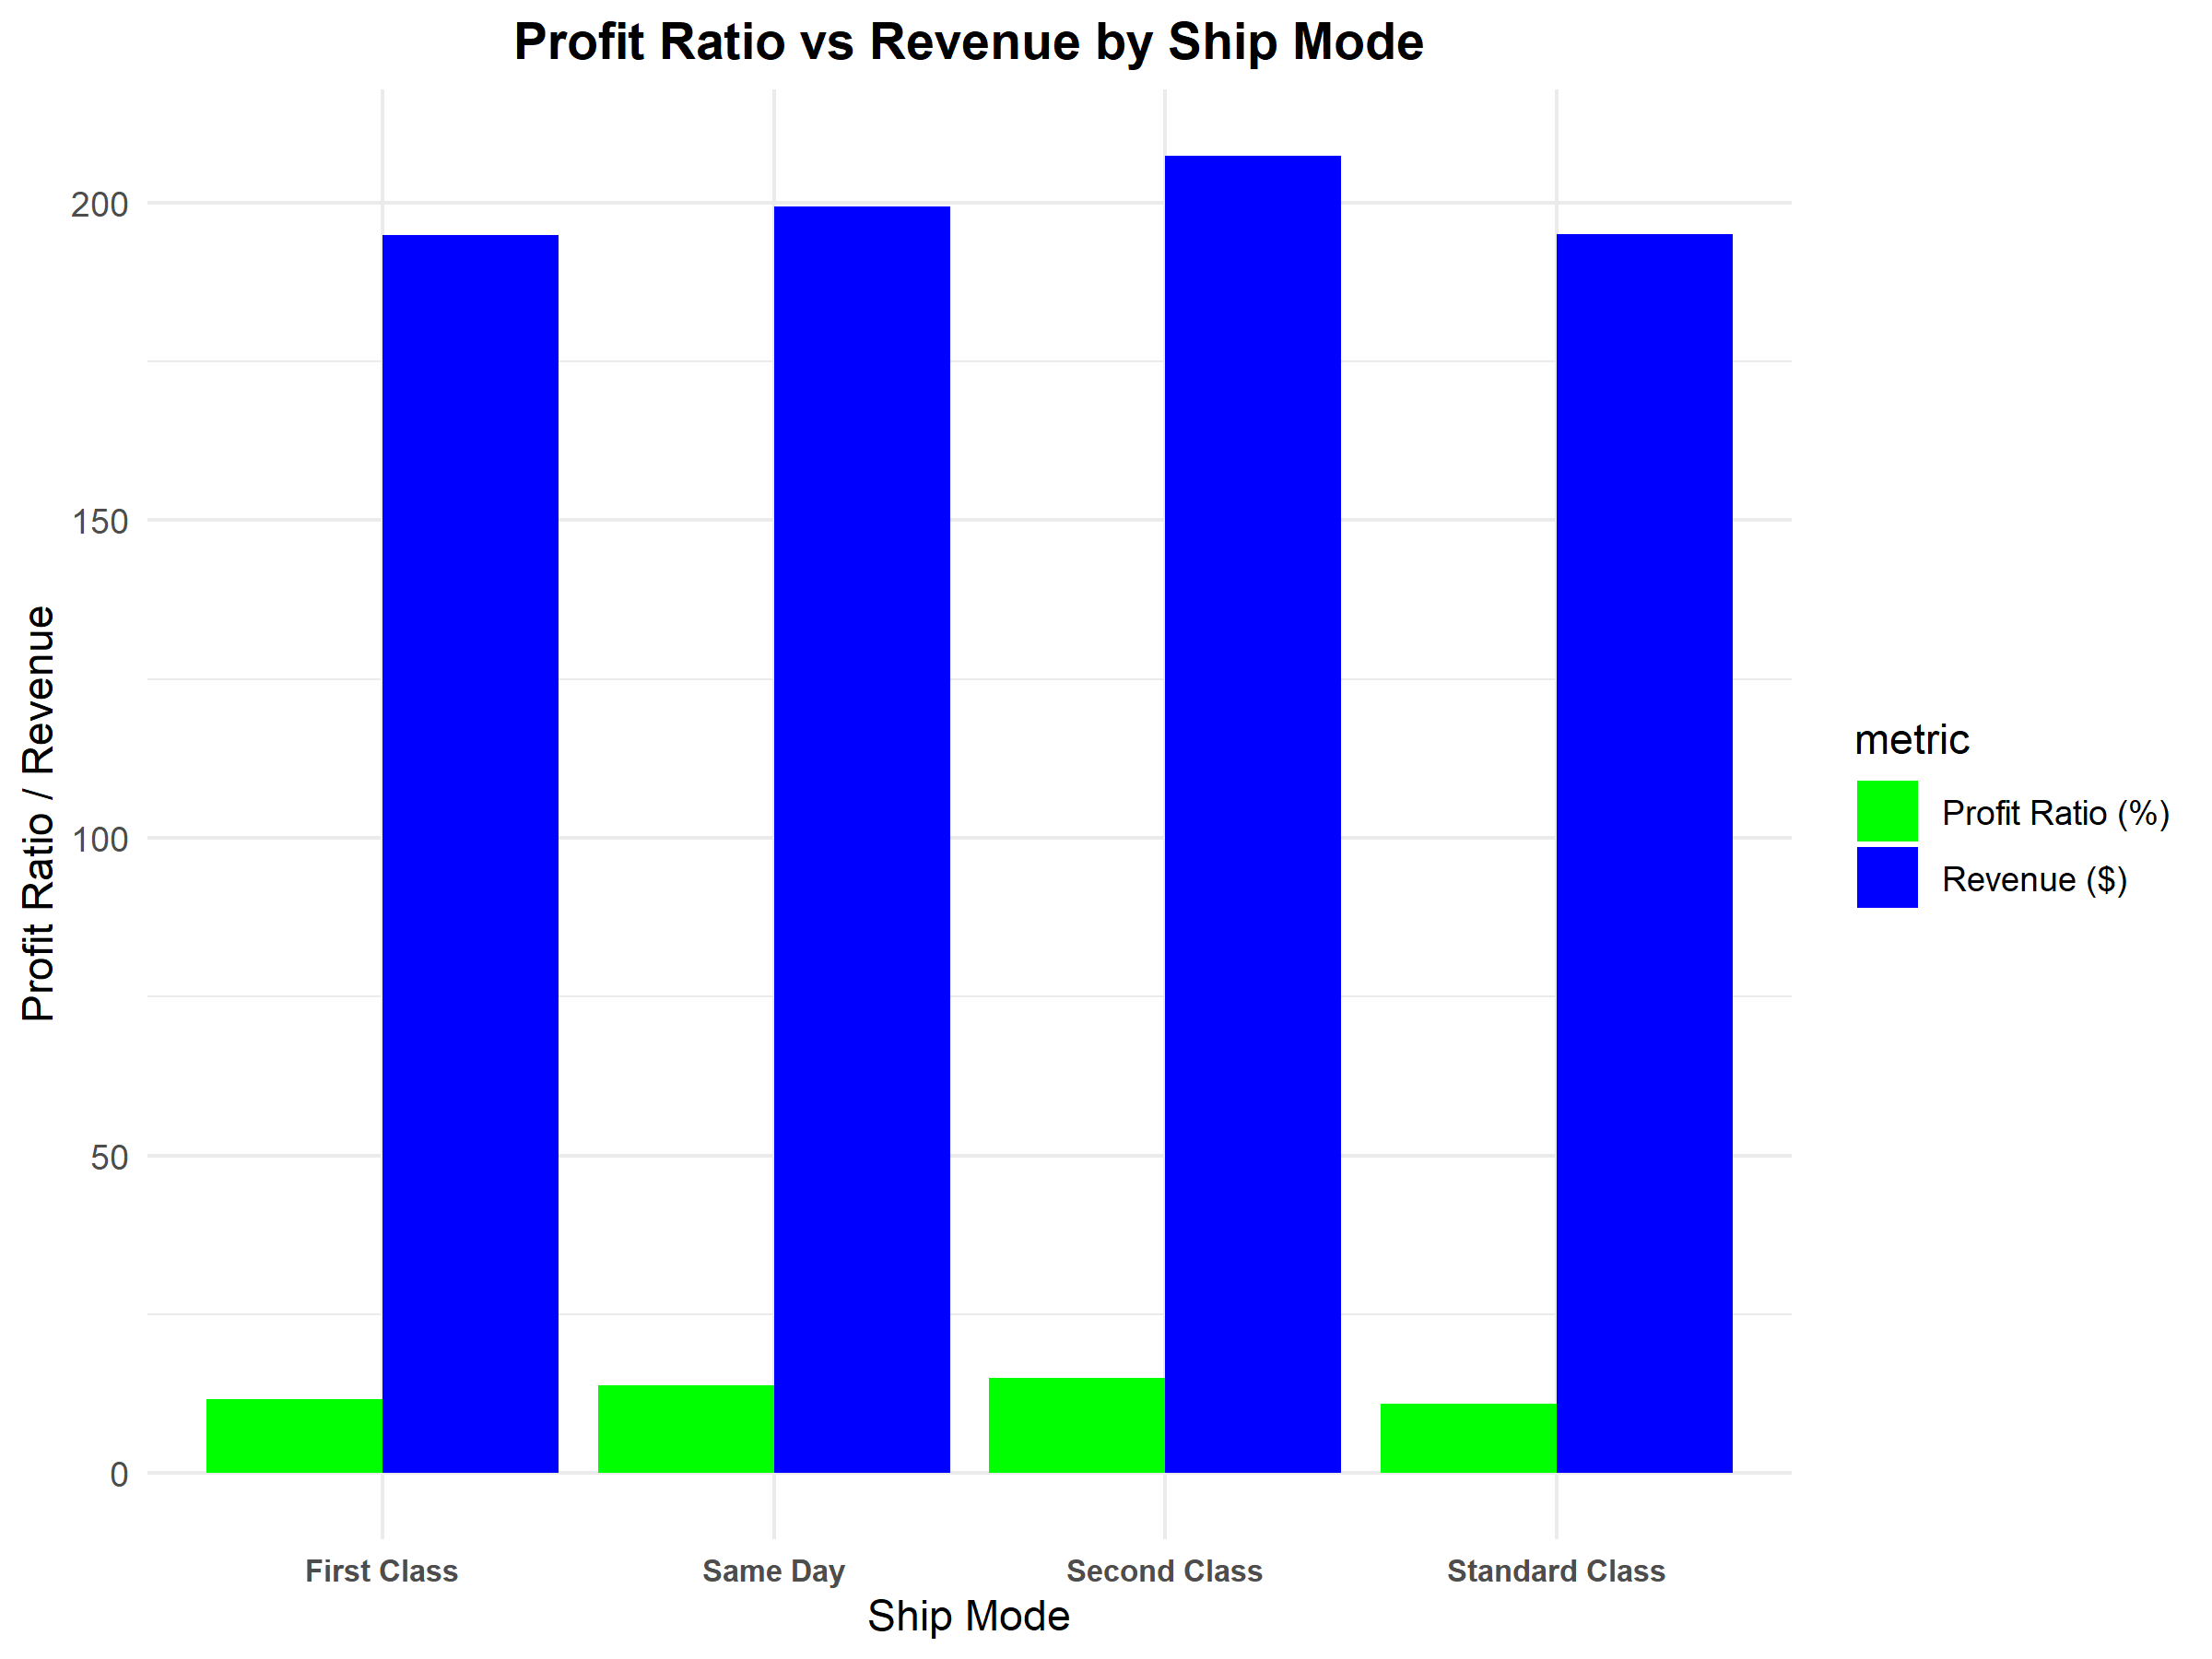 Profit Ratio vs Revenue by Ship Mode
Profit Ratio / Revenue
200
150
100
50
0
First Class
Same Day
Second Class
Standard Class
Ship Mode
metric
Profit Ratio (%)
Revenue ($)